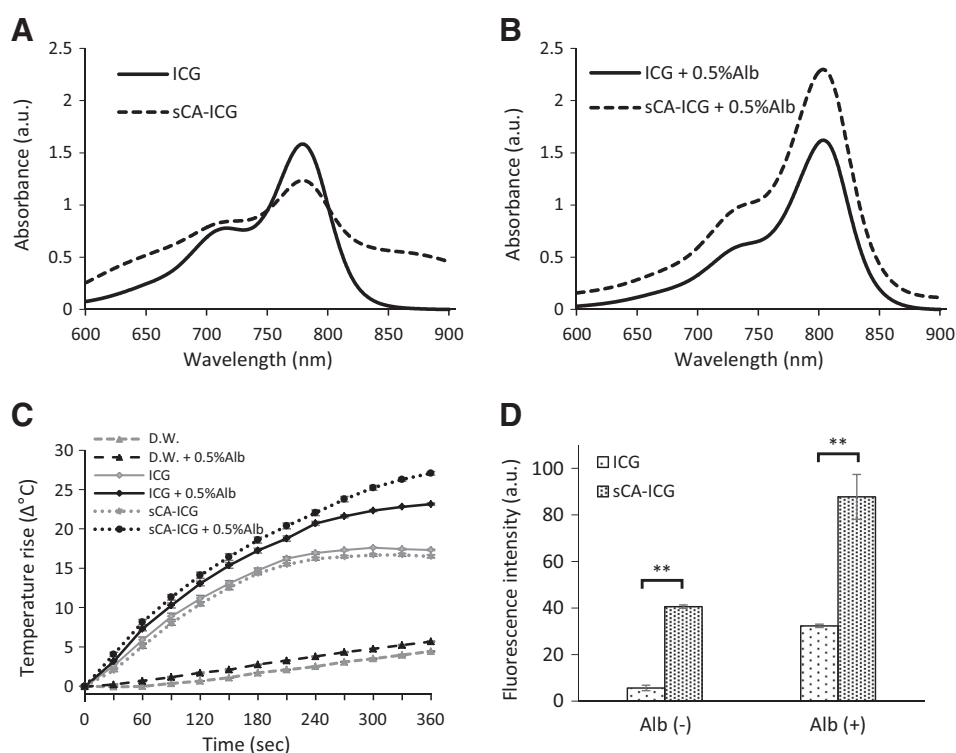 A
2.5
2
1.5
1
0.5
0
Absorbance (a.u.)
ICG
sCA-ICG
600 650 700 750 800 850 900
Wavelength (nm)
B
2.5
2
1.5
1
0.5
0
Absorbance (a.u.)
ICG + 0.5%Alb
sCA-ICG + 0.5%Alb
600 650 700 750 800 850 900
Wavelength (nm)
C
30
25
20
15
10
5
0
Temperature rise (Δ°C)
D.W.
D.W. + 0.5%Alb
ICG
ICG + 0.5%Alb
sCA-ICG
sCA-ICG + 0.5%Alb
0 60 120 180 240 300 360
Time (sec)
D
100
80
60
40
20
0
Fluorescence intensity (a.u.)
ICG
sCA-ICG
**
**
Alb (-) Alb (+)